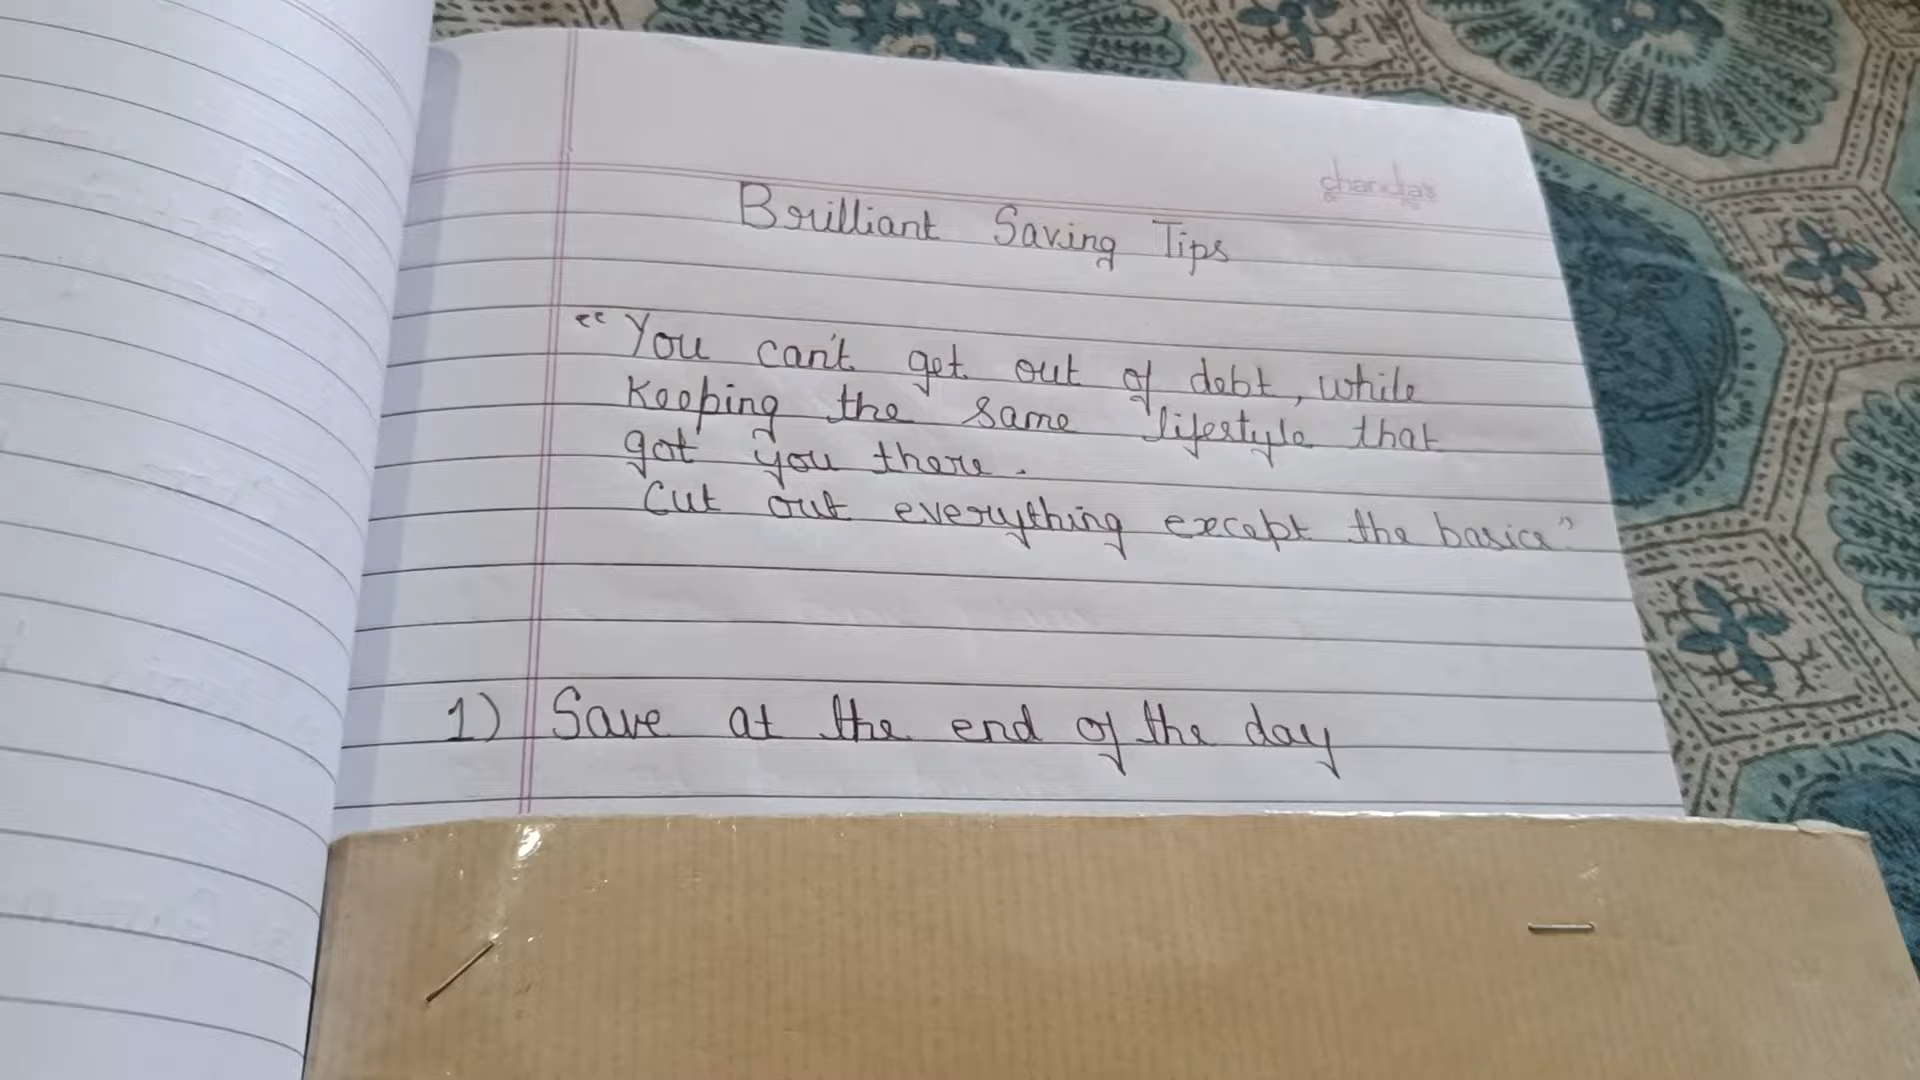 chandra's
Brilliant Saving Tips
“You can't get out of debt, while
Keeping the same lifestyle that
got you there.
Cut out everything except the basics”
1) Save at the end of the day